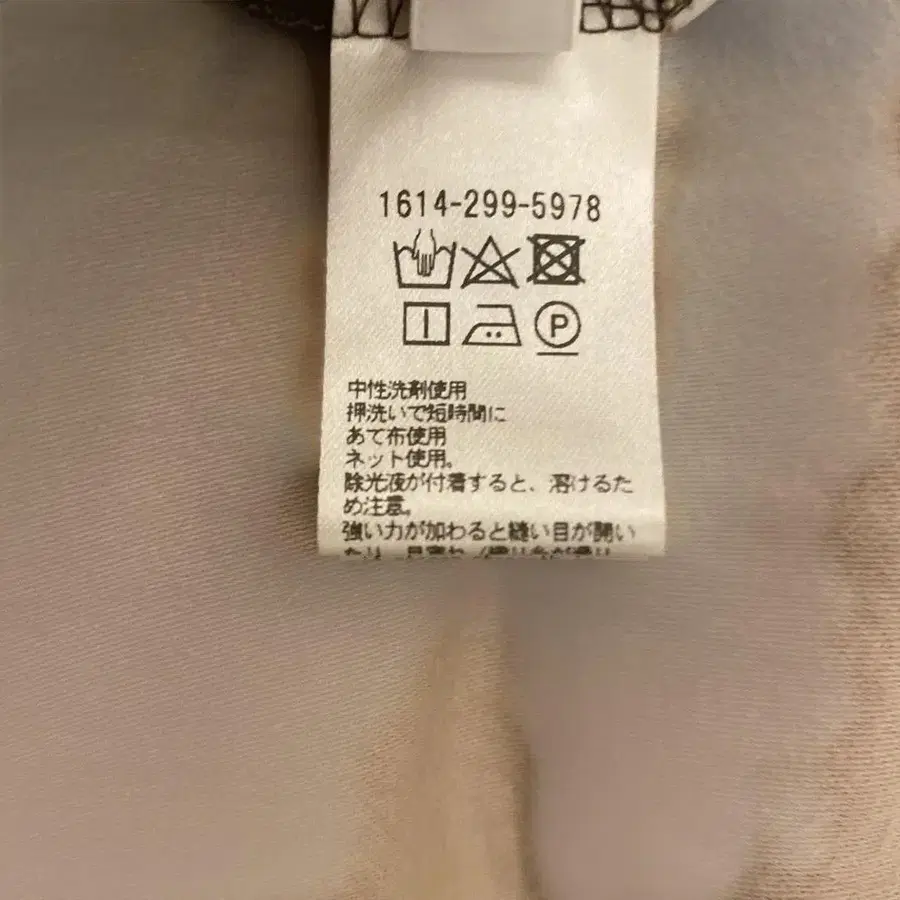 1614-299-5978
P
中性洗剤使用
押洗いで短時間に
あて布使用
ネット使用。
除光液が付着すると、溶けるた
め注意。
強い力が加わると縫い目が開い
たり、